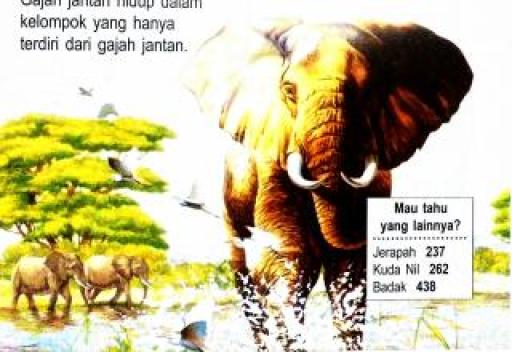 Gajah jantan hidup dalam
kelompok yang hanya
terdiri dari gajah jantan.
Mau tahu
yang lainnya?
Jerapah 237
Kuda Nil 262
Badak 438